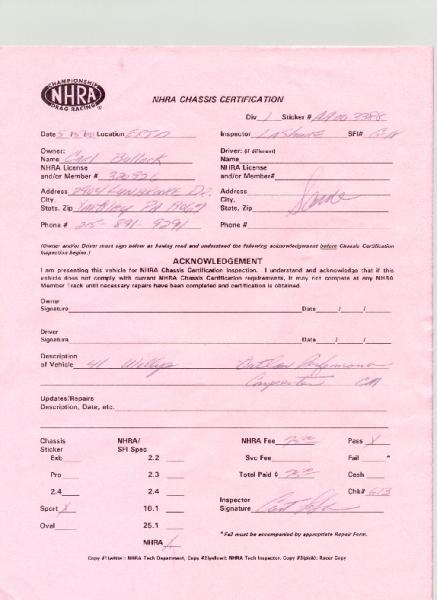 CHAMPIONSHIP
NHRA
DRAG RACING
NHRA CHASSIS CERTIFICATION
Div 1 Sticker #
Date Location Inspector SFI#
Owner: Driver: (if different)
Name Carl Bullock Name
NHRA License NHRA License
and/or Member # and/or Member#
Address Address Same
City, City,
State, Zip PA State, Zip
Phone # 215-891-9291 Phone #
(Owner and/or Driver must sign below as having read and understood the following acknowledgement before Chassis Certification
Inspection begins.)
ACKNOWLEDGEMENT
I am presenting this vehicle for NHRA Chassis Certification Inspection. I understand and acknowledge that if this
vehicle does not comply with current NHRA Chassis Certification requirements, it may not compete at any NHRA
Member Track until necessary repairs have been completed and certification is obtained.
Owner
Signature Date / /
Driver
Signature Date / /
Description
of Vehicle 41 Willys
Updates/Repairs
Description, Date, etc.
Chassis NHRA/ NHRA Fee Pass
Sticker SFI Spec
Exb 2.2 Svc Fee Fail *
Pro 2.3 Total Paid $ Cash
2.4 2.4 Chk# 613
Sport X 10.1 Inspector
Signature
Oval 25.1 *Fail must be accompanied by appropriate Repair Form.
NHRA X
Copy #1(white): NHRA Tech Department, Copy #2(yellow): NHRA Tech Inspector, Copy #3(pink): Racer Copy